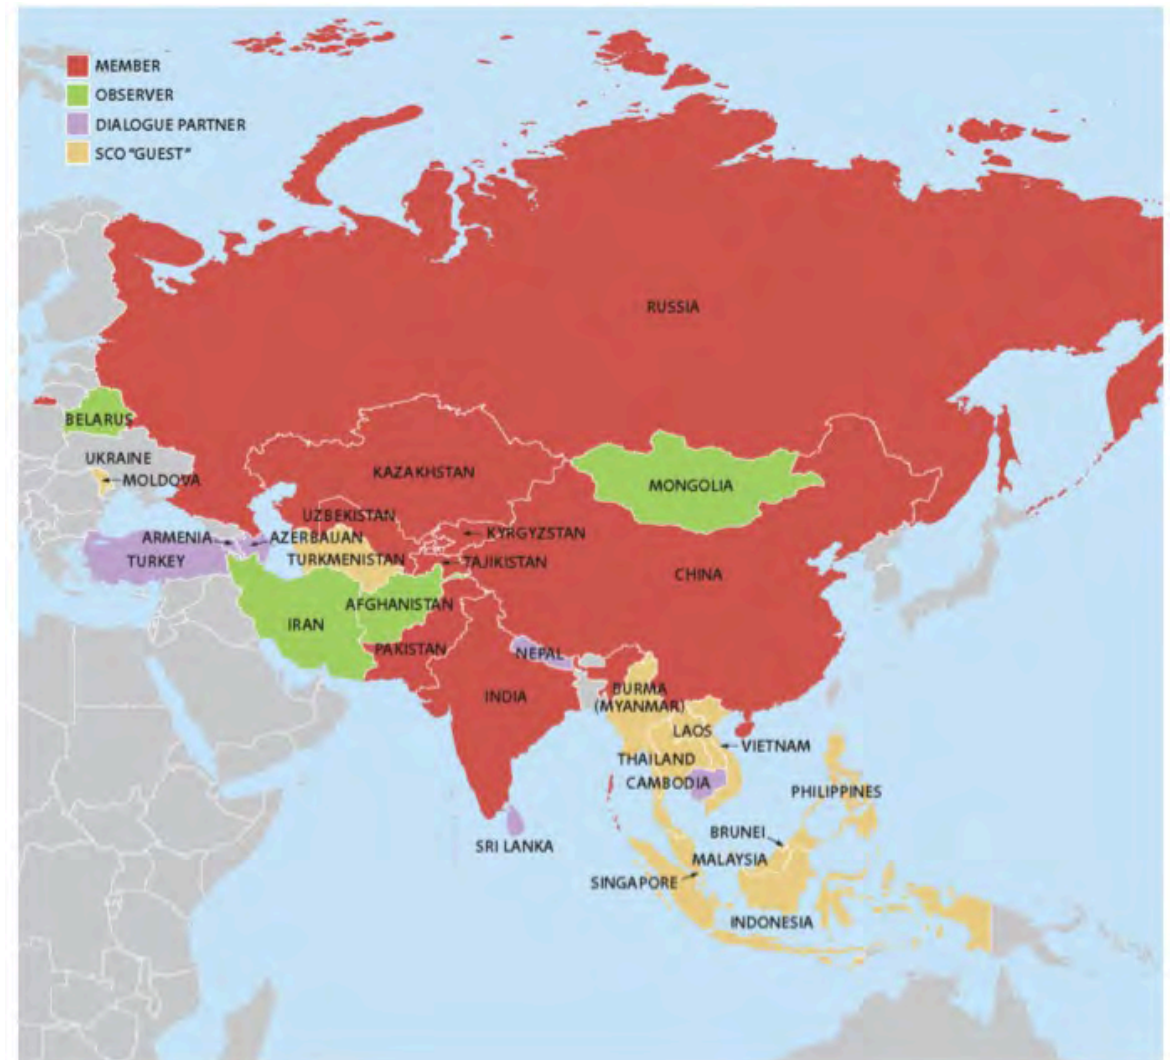 MEMBER
OBSERVER
DIALOGUE PARTNER
SCO "GUEST"
RUSSIA
BELARUS
UKRAINE
MOLDOVA
KAZAKHSTAN
MONGOLIA
UZBEKISTAN
KYRGYZSTAN
ARMENIA
AZERBAIJAN
TURKEY
TURKMENISTAN
TAJIKISTAN
CHINA
AFGHANISTAN
IRAN
PAKISTAN
NEPAL
INDIA
BURMA
(MYANMAR)
LAOS
VIETNAM
THAILAND
CAMBODIA
PHILIPPINES
SRI LANKA
BRUNEI
MALAYSIA
SINGAPORE
INDONESIA